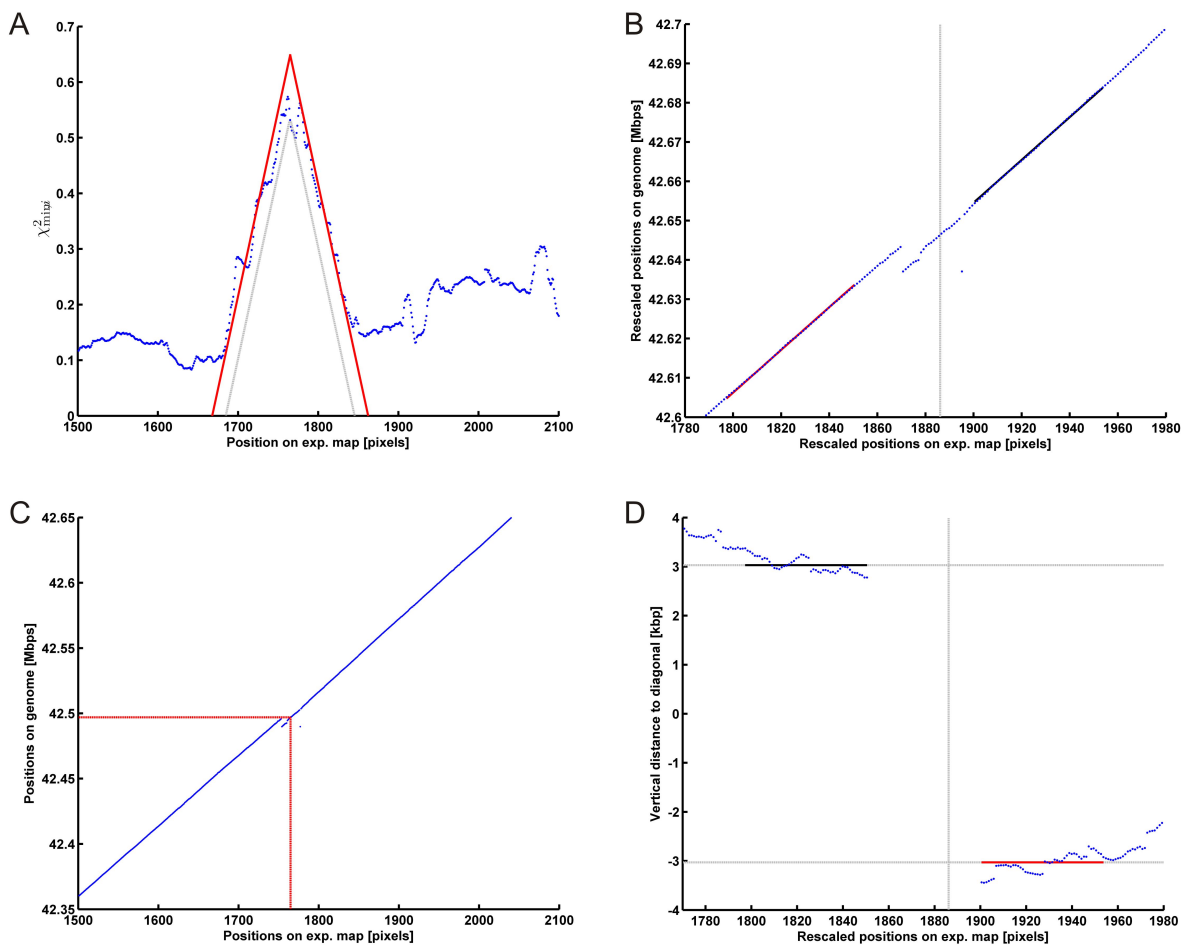 A
0.7
0.6
0.5
0.4
0.3
0.2
0.1
0
χ²min,i
1500 1600 1700 1800 1900 2000 2100
Position on exp. map [pixels]
B
42.7
42.69
42.68
42.67
42.66
42.65
42.64
42.63
42.62
42.61
42.6
Rescaled positions on genome [Mbps]
1780 1800 1820 1840 1860 1880 1900 1920 1940 1960 1980
Rescaled positions on exp. map [pixels]
C
42.65
42.6
42.55
42.5
42.45
42.4
42.35
Positions on genome [Mbps]
1500 1600 1700 1800 1900 2000 2100
Positions on exp. map [pixels]
D
4
3
2
1
0
-1
-2
-3
-4
Vertical distance to diagonal [kbp]
1780 1800 1820 1840 1860 1880 1900 1920 1940 1960 1980
Rescaled positions on exp. map [pixels]